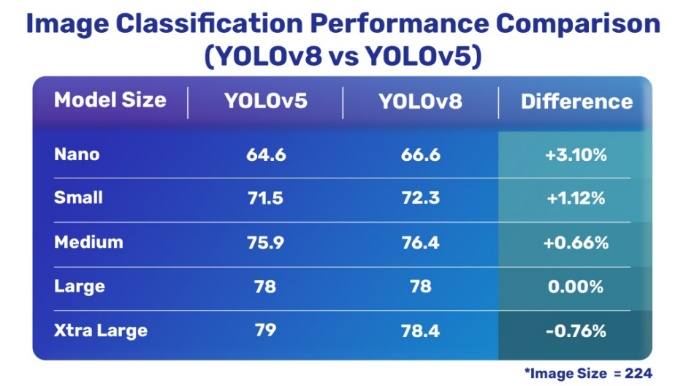 Image Classification Performance Comparison
(YOLOv8 vs YOLOv5)
Model Size YOLOv5 YOLOv8 Difference
Nano 64.6 66.6 +3.10%
Small 71.5 72.3 +1.12%
Medium 75.9 76.4 +0.66%
Large 78 78 0.00%
Xtra Large 79 78.4 -0.76%
*Image Size = 224